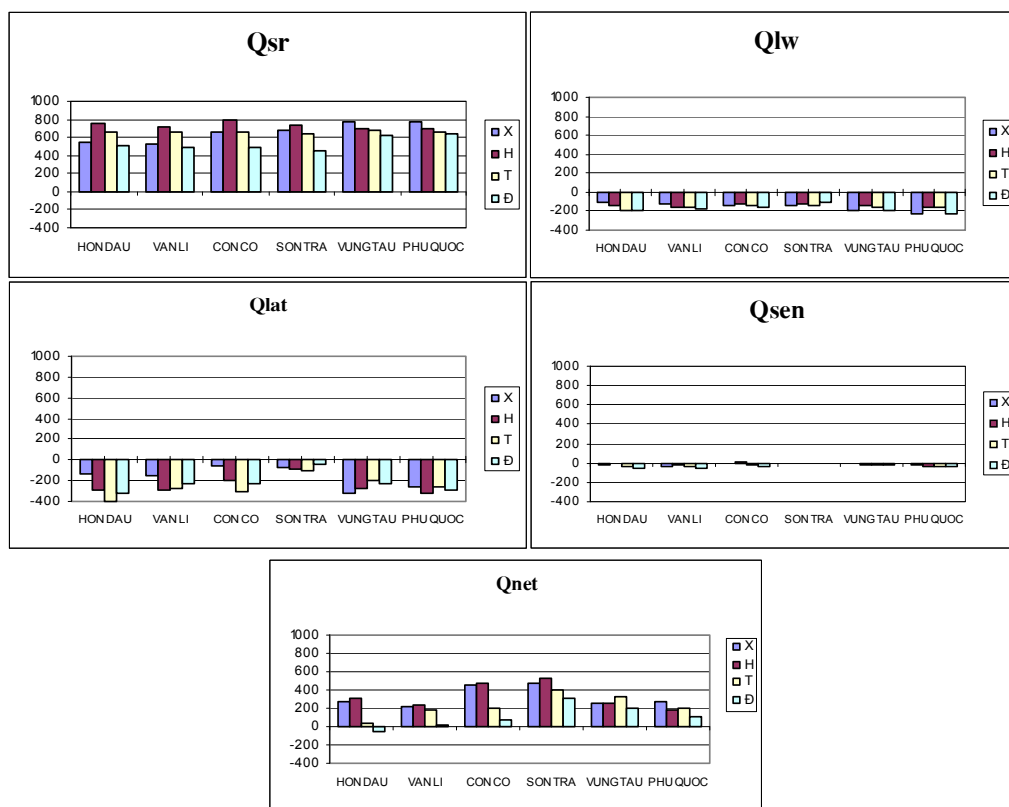 Qsr
1000
800
600
400
200
0
-200
-400
HONDAU VANLI CONCO SONTRA VUNGTAU PHUQUOC
X
H
T
Đ
Qlw
1000
800
600
400
200
0
-200
-400
HONDAU VANLI CONCO SONTRA VUNGTAU PHUQUOC
X
H
T
Đ
Qlat
1000
800
600
400
200
0
-200
-400
HONDAU VANLI CONCO SONTRA VUNGTAU PHUQUOC
X
H
T
Đ
Qsen
1000
800
600
400
200
0
-200
-400
HONDAU VANLI CONCO SONTRA VUNGTAU PHUQUOC
X
H
T
Đ
Qnet
1000
800
600
400
200
0
-200
-400
HONDAU VANLI CONCO SONTRA VUNGTAU PHUQUOC
X
H
T
Đ